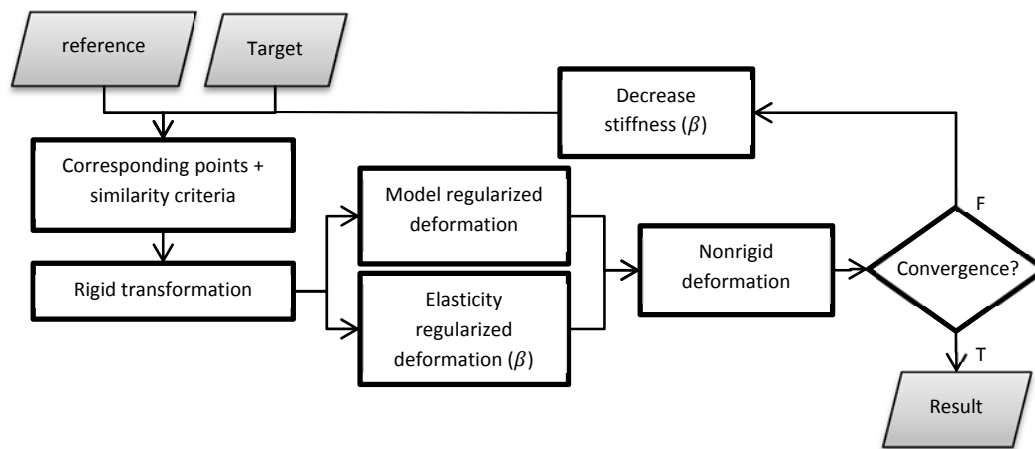 reference
Target
Decrease
stiffness (β)
Corresponding points +
similarity criteria
Model regularized
deformation
F
Rigid transformation
Nonrigid
deformation
Convergence?
Elasticity
regularized
deformation (β)
T
Result